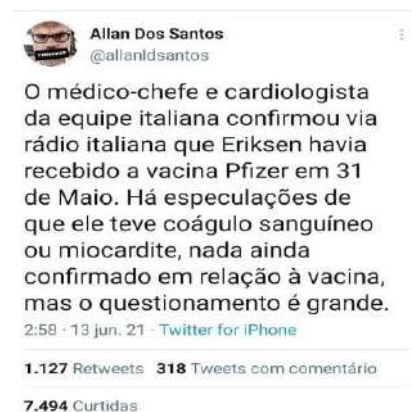 Allan Dos Santos
@allanldsantos
O médico-chefe e cardiologista
da equipe italiana confirmou via
rádio italiana que Eriksen havia
recebido a vacina Pfizer em 31
de Maio. Há especulações de
que ele teve coágulo sanguíneo
ou miocardite, nada ainda
confirmado em relação à vacina,
mas o questionamento é grande.
2:58 · 13 jun. 21 · Twitter for iPhone
1.127 Retweets 318 Tweets com comentário
7.494 Curtidas